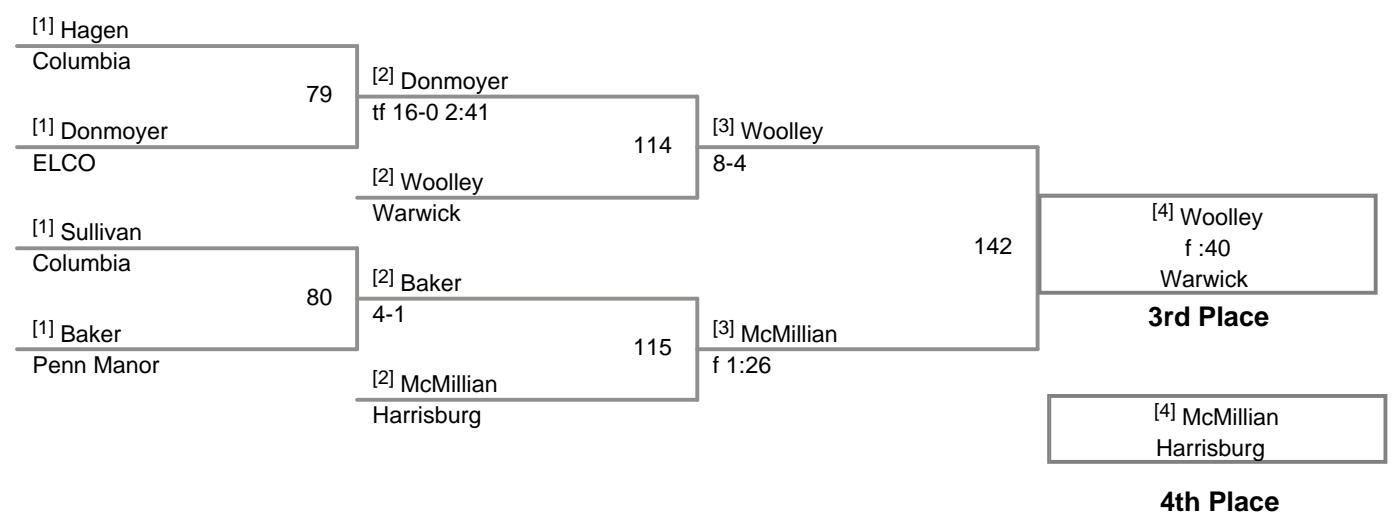 [1] Hagen
Columbia
79
[1] Donmoyer
ELCO
[1] Sullivan
Columbia
80
[1] Baker
Penn Manor
[2] Donmoyer
tf 16-0 2:41
114
[2] Woolley
Warwick
[2] Baker
4-1
115
[2] McMillian
Harrisburg
[3] Woolley
8-4
142
[3] McMillian
f 1:26
[4] Woolley
f :40
Warwick
3rd Place
[4] McMillian
Harrisburg
4th Place